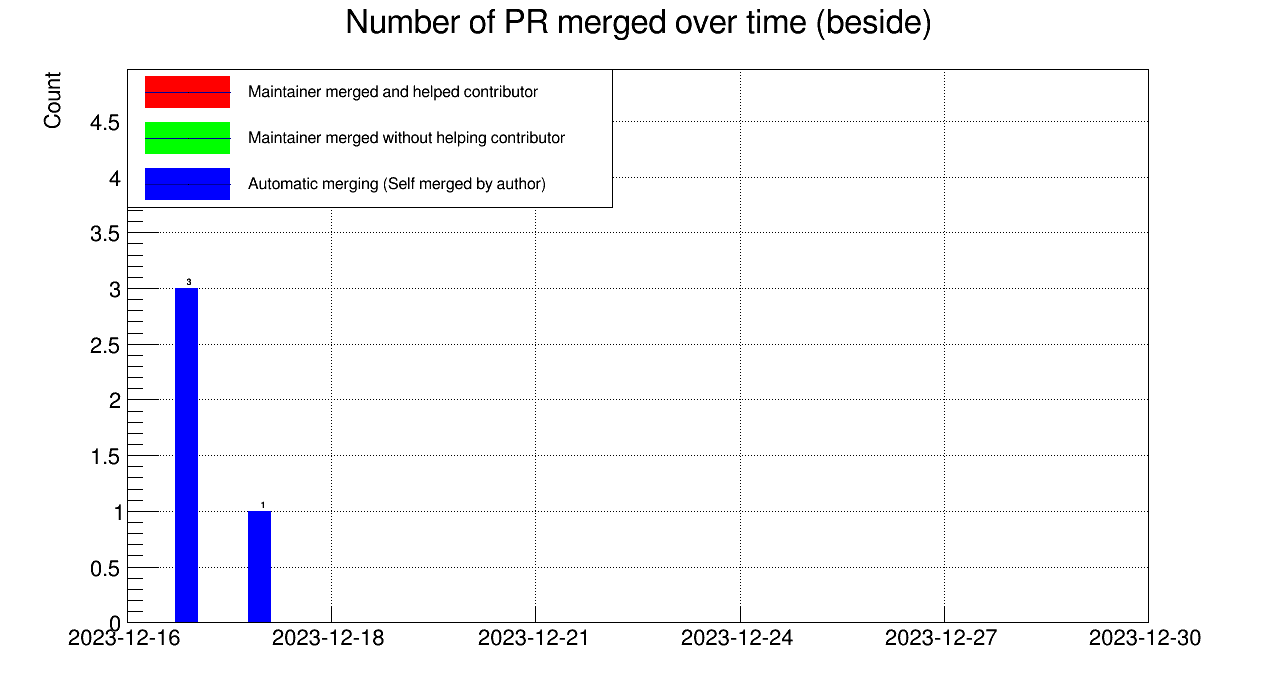 Number of PR merged over time (beside)
Count
Maintainer merged and helped contributor
Maintainer merged without helping contributor
Automatic merging (Self merged by author)
4.5
4
3.5
3
2.5
2
1.5
1
0.5
0
3
1
2023-12-16 2023-12-18 2023-12-21 2023-12-24 2023-12-27 2023-12-30